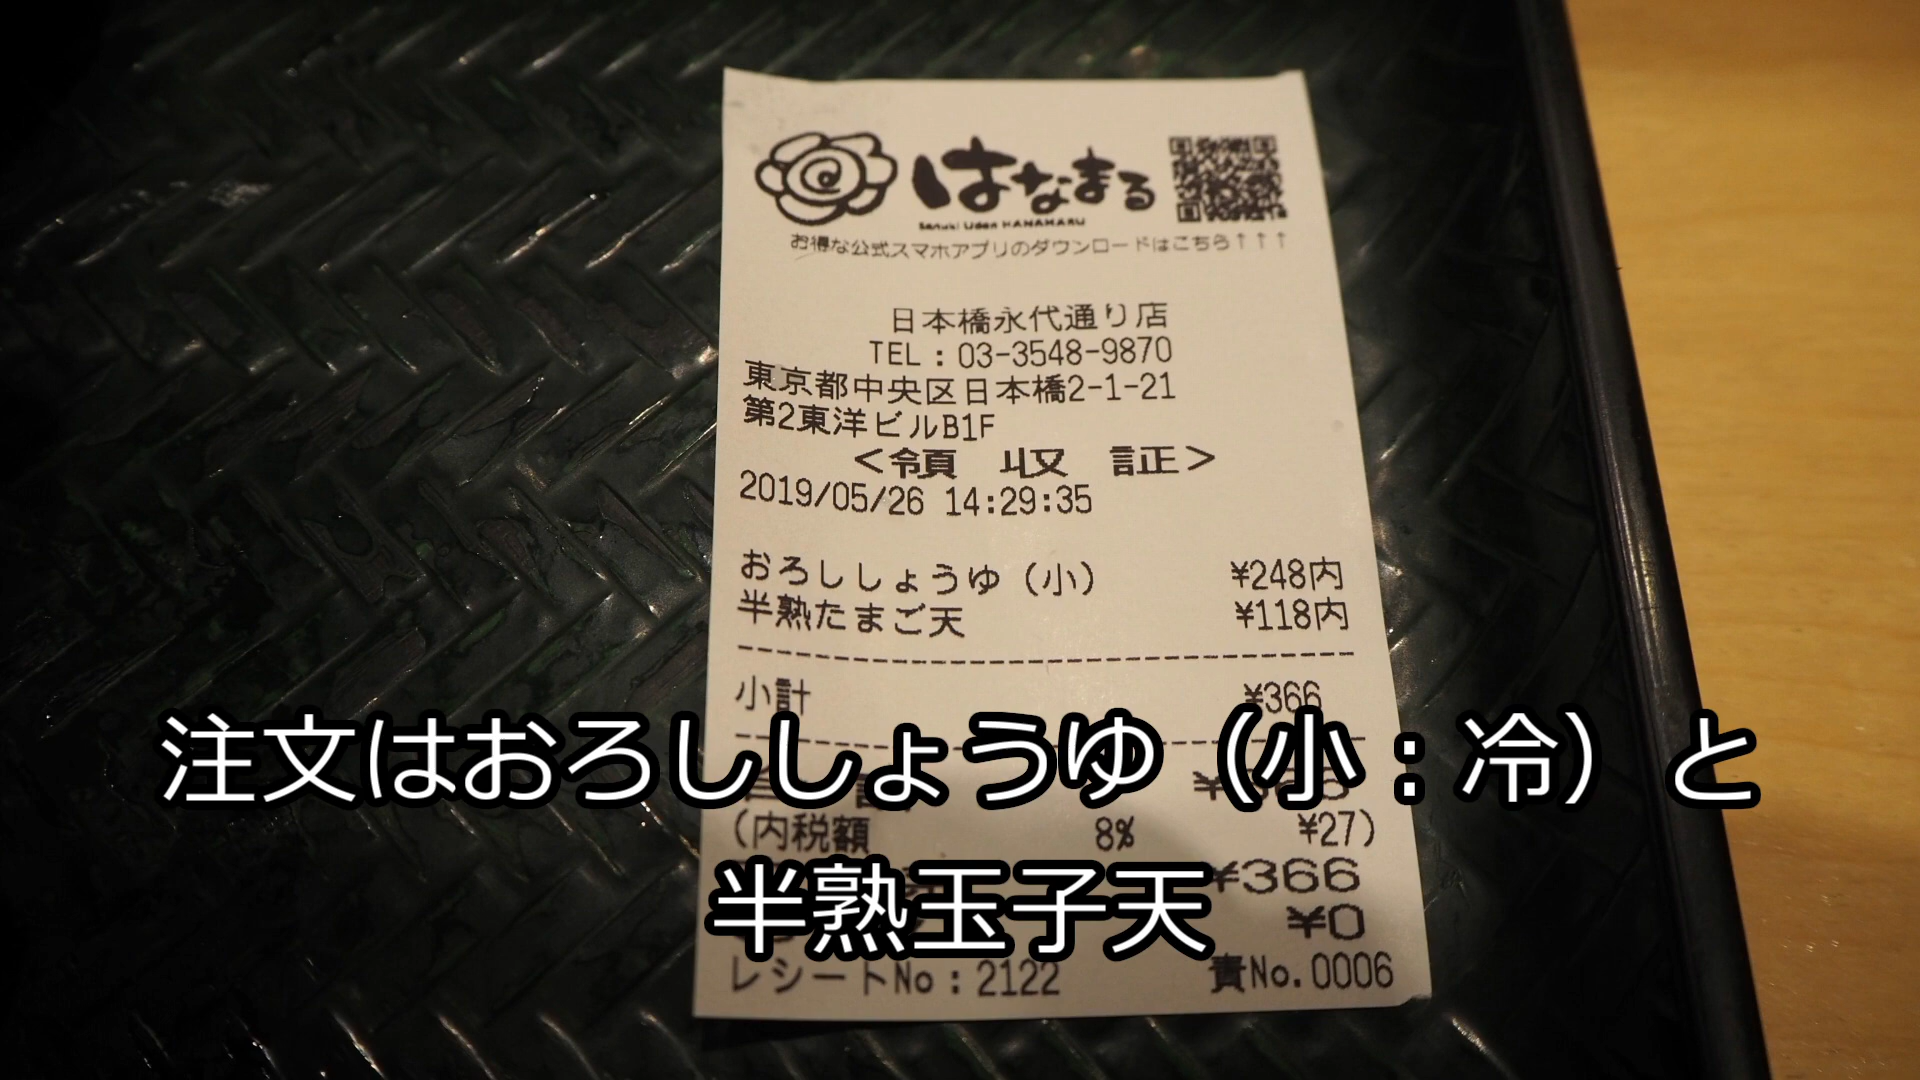 はなまる
Sanuki Udon HANAMARU
お得な公式スマホアプリのダウンロードはこちら↑↑↑
日本橋永代通り店
TEL：03-3548-9870
東京都中央区日本橋2-1-21
第2東洋ビルB1F
<領 収 証>
2019/05/26 14:29:35
おろししょうゆ（小） ¥248内
半熟たまご天 ¥118内
小計 ¥366
注文はおろししょうゆ（小：冷）と
(内税額 8% ¥27)
¥366
半熟玉子天
¥0
レシートNo：2122 責No.0006